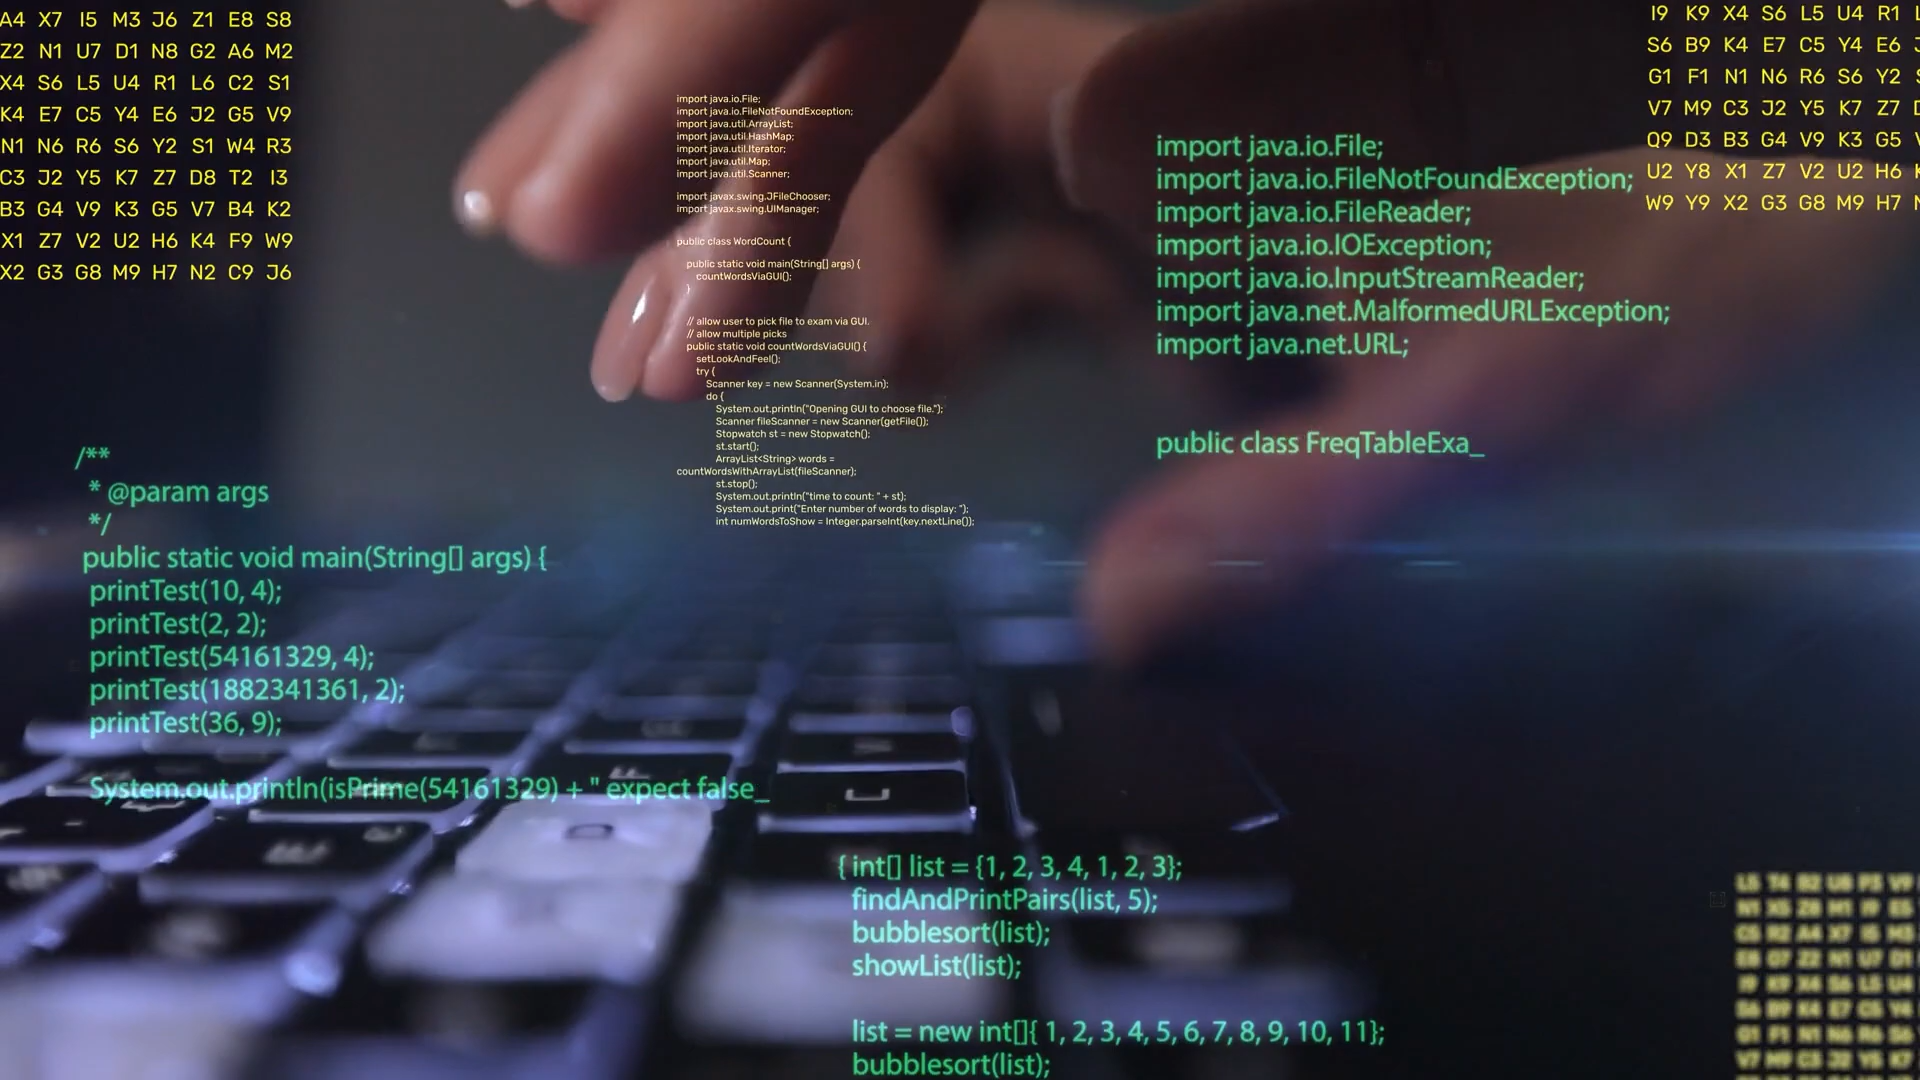 A4 X7 I5 M3 J6 Z1 E8 S8
Z2 N1 U7 D1 N8 G2 A6 M2
X4 S6 L5 U4 R1 L6 C2 S1
K4 E7 C5 Y4 E6 J2 G5 V9
N1 N6 R6 S6 Y2 S1 W4 R3
C3 J2 Y5 K7 Z7 D8 T2 I3
B3 G4 V9 K3 G5 V7 B4 K2
X1 Z7 V2 U2 H6 K4 F9 W9
X2 G3 G8 M9 H7 N2 C9 J6
import java.io.File;
import java.io.FileNotFoundException;
import java.util.ArrayList;
import java.util.HashMap;
import java.util.Iterator;
import java.util.Map;
import java.util.Scanner;
import javax.swing.JFileChooser;
import javax.swing.UIManager;
public class WordCount {
public static void main(String[] args) {
countWordsViaGUI();
}
// allow user to pick file to exam via GUI.
// allow multiple picks
public static void countWordsViaGUI() {
setLookAndFeel();
try {
Scanner key = new Scanner(System.in);
do {
System.out.println("Opening GUI to choose file.");
Scanner fileScanner = new Scanner(getFile());
Stopwatch st = new Stopwatch();
st.start();
ArrayList<String> words =
countWordsWithArrayList(fileScanner);
st.stop();
System.out.println("time to count: " + st);
System.out.print("Enter number of words to display: ");
int numWordsToShow = Integer.parseInt(key.nextLine());
I9 K9 X4 S6 L5 U4 R1
S6 B9 K4 E7 C5 Y4 E6
G1 F1 N1 N6 R6 S6 Y2
V7 M9 C3 J2 Y5 K7 Z7
Q9 D3 B3 G4 V9 K3 G5
U2 Y8 X1 Z7 V2 U2 H6
W9 Y9 X2 G3 G8 M9 H7
import java.io.File;
import java.io.FileNotFoundException;
import java.io.FileReader;
import java.io.IOException;
import java.io.InputStreamReader;
import java.net.MalformedURLException;
import java.net.URL;
public class FreqTableExa_
/**
* @param args
*/
public static void main(String[] args) {
printTest(10, 4);
printTest(2, 2);
printTest(54161329, 4);
printTest(1882341361, 2);
printTest(36, 9);
System.out.println(isPrime(54161329) + " expect false_
{ int[] list = {1, 2, 3, 4, 1, 2, 3};
findAndPrintPairs(list, 5);
bubblesort(list);
showList(list);
list = new int[]{ 1, 2, 3, 4, 5, 6, 7, 8, 9, 10, 11};
bubblesort(list);